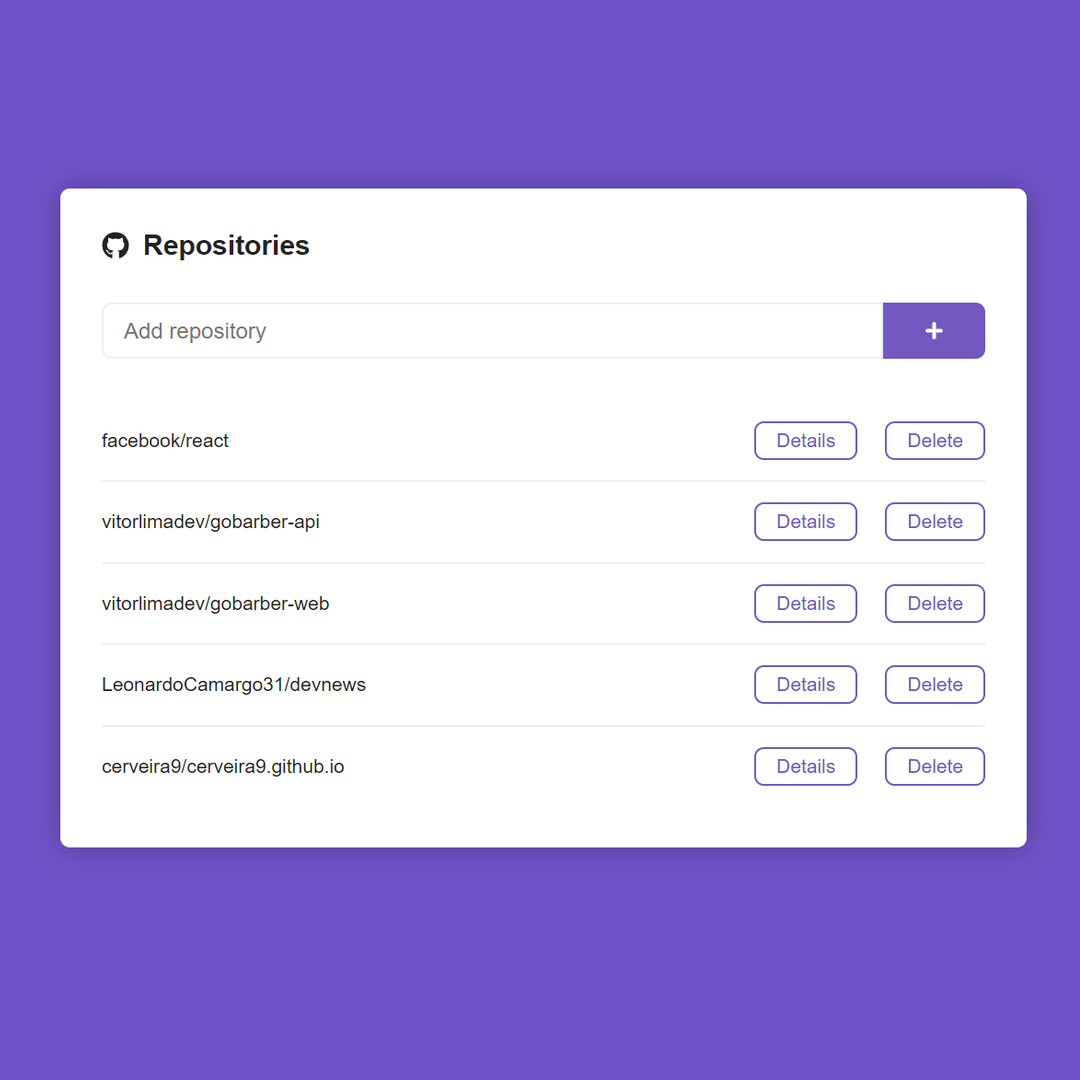 Repositories
Add repository
facebook/react Details Delete
vitorlimadev/gobarber-api Details Delete
vitorlimadev/gobarber-web Details Delete
LeonardoCamargo31/devnews Details Delete
cerveira9/cerveira9.github.io Details Delete